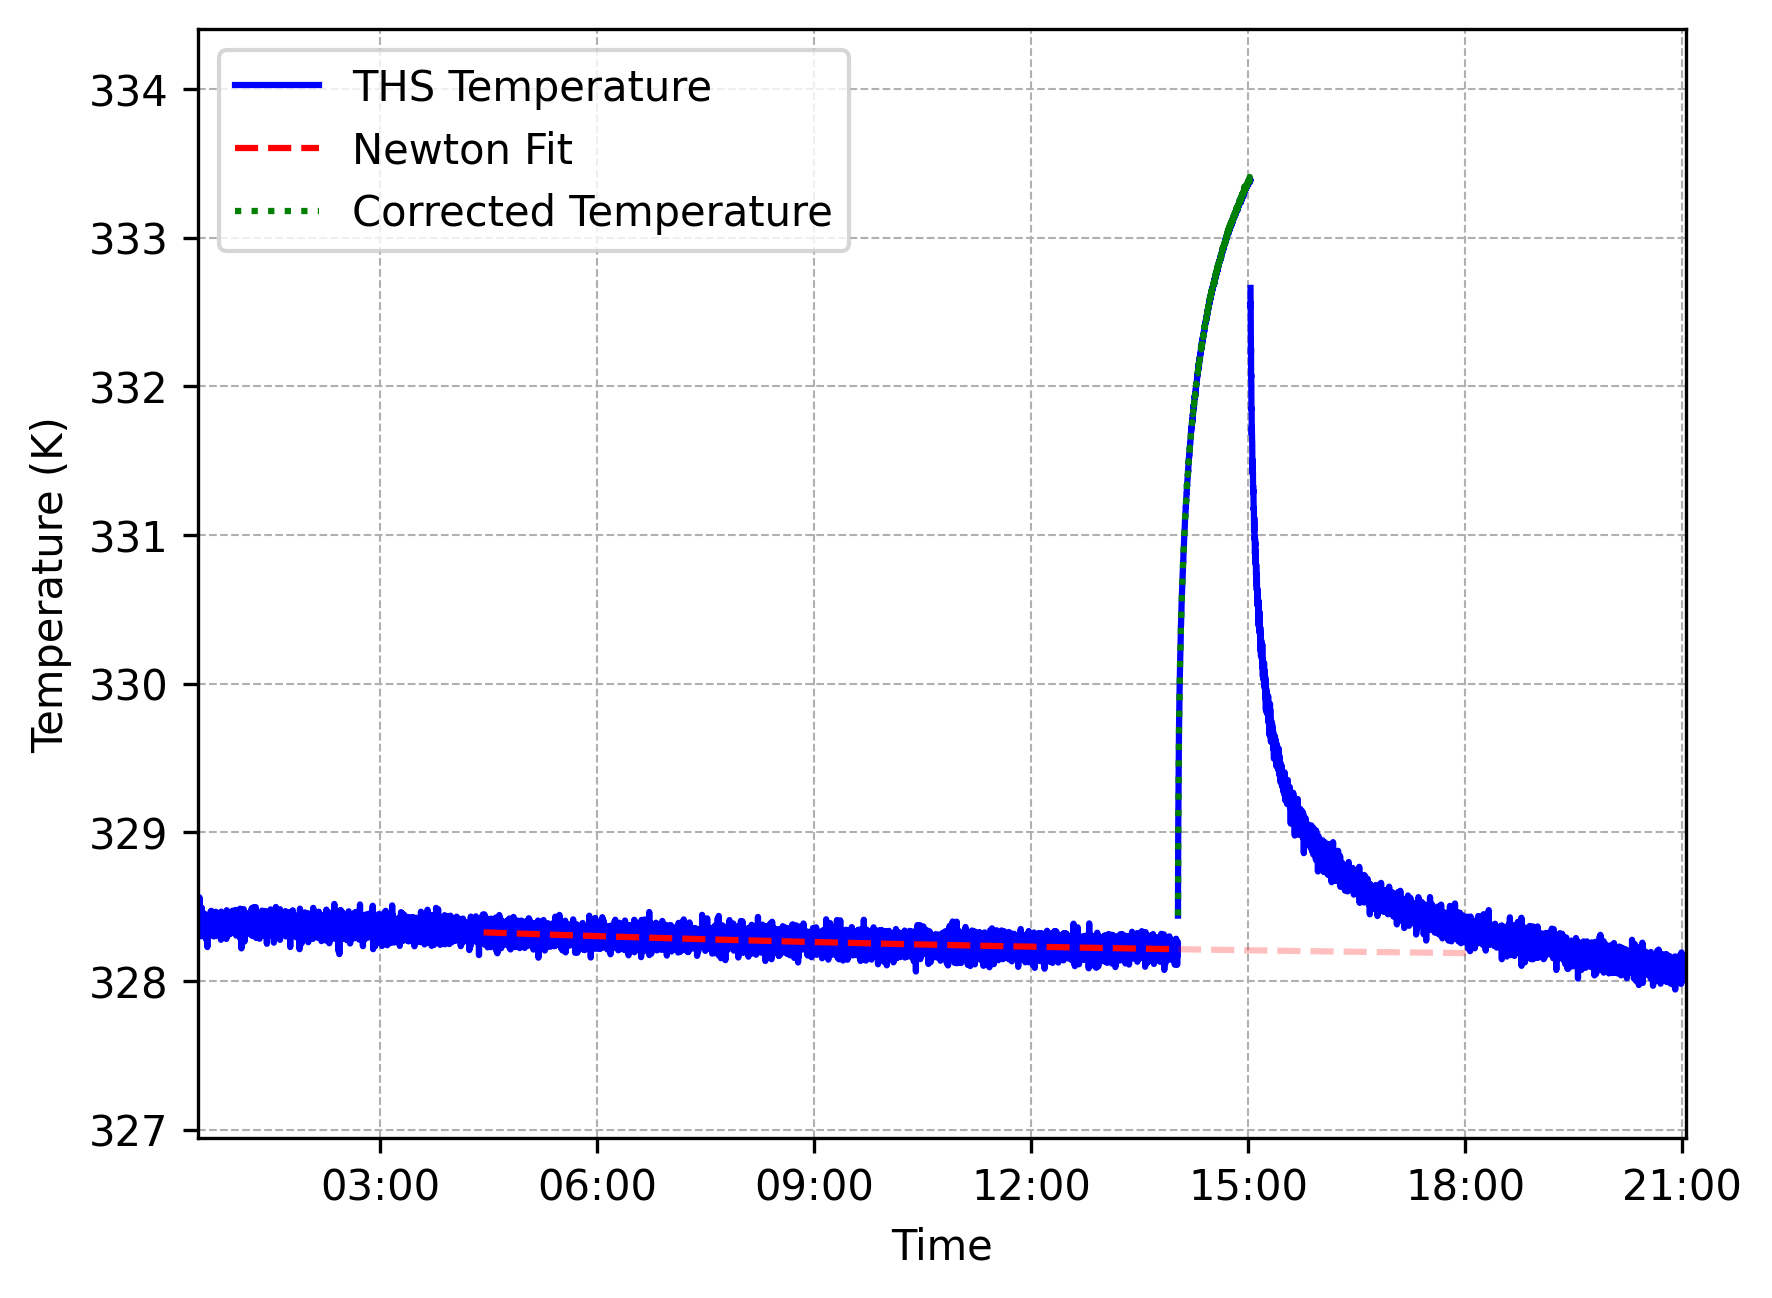 THS Temperature
Newton Fit
Corrected Temperature
334
333
332
331
330
329
328
327
Temperature (K)
03:00 06:00 09:00 12:00 15:00 18:00 21:00
Time